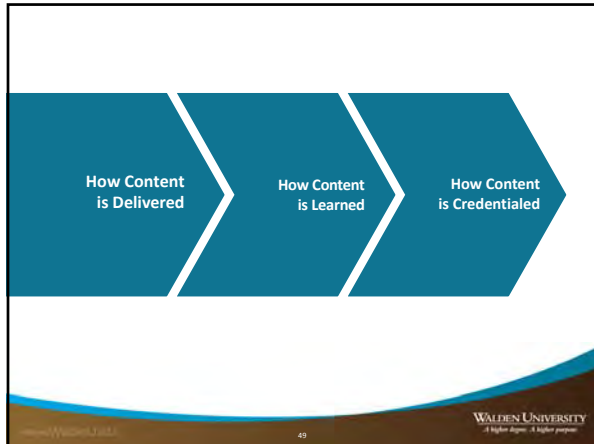 How Content
is Delivered
How Content
is Learned
How Content
is Credentialed
49
WALDEN UNIVERSITY
A higher degree. A higher purpose.